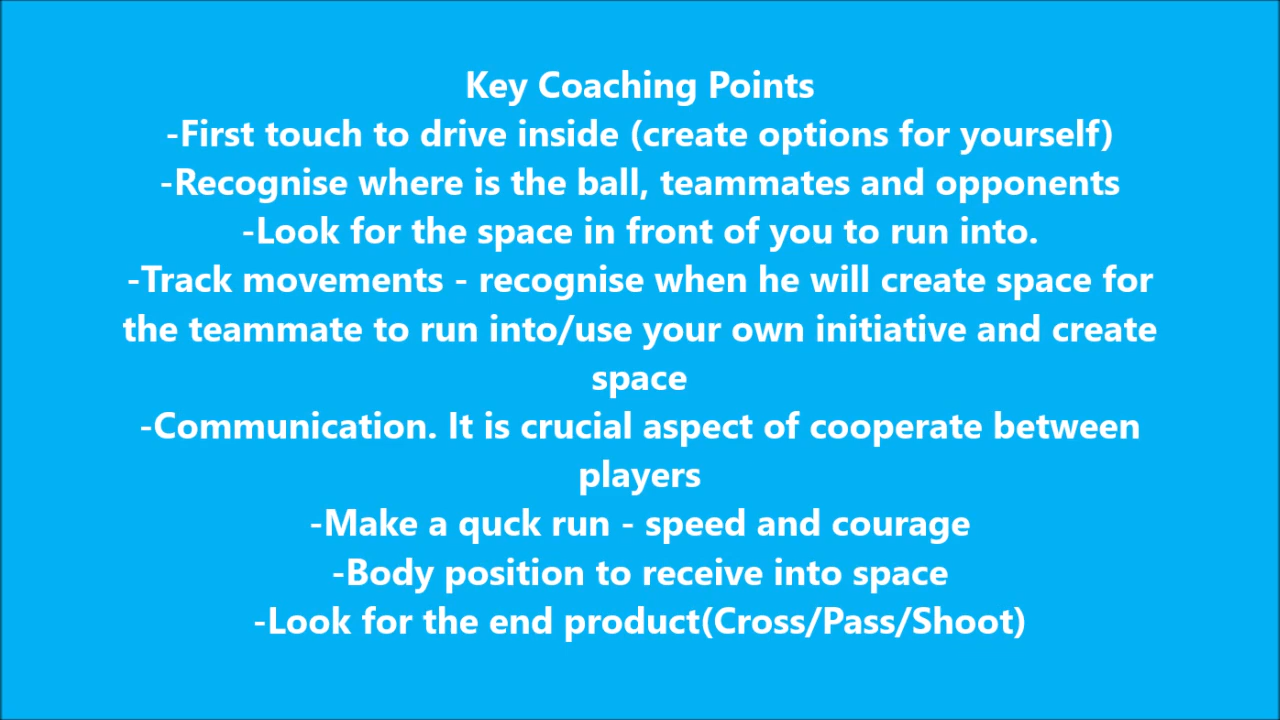 Key Coaching Points
-First touch to drive inside (create options for yourself)
-Recognise where is the ball, teammates and opponents
-Look for the space in front of you to run into.
-Track movements - recognise when he will create space for
the teammate to run into/use your own initiative and create
space
-Communication. It is crucial aspect of cooperate between
players
-Make a quck run - speed and courage
-Body position to receive into space
-Look for the end product(Cross/Pass/Shoot)